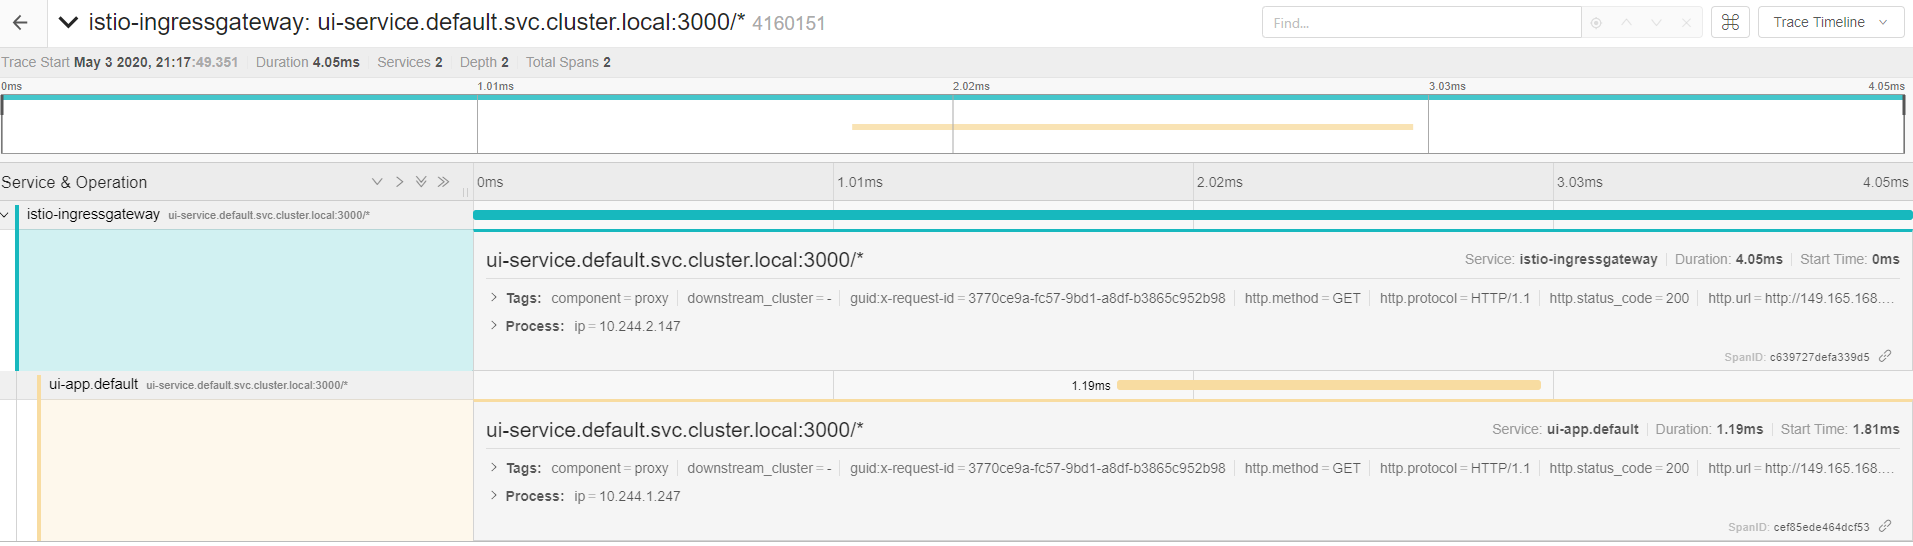 istio-ingressgateway: ui-service.default.svc.cluster.local:3000/* 4160151 Find... ⌘ Trace Timeline
Trace Start May 3 2020, 21:17:49.351 Duration 4.05ms Services 2 Depth 2 Total Spans 2
0ms 1.01ms 2.02ms 3.03ms 4.05ms
Service & Operation 0ms 1.01ms 2.02ms 3.03ms 4.05ms
istio-ingressgateway ui-service.default.svc.cluster.local:3000/*
ui-service.default.svc.cluster.local:3000/* Service: istio-ingressgateway Duration: 4.05ms Start Time: 0ms
Tags: component = proxy downstream_cluster = - guid:x-request-id = 3770ce9a-fc57-9bd1-a8df-b3865c952b98 http.method = GET http.protocol = HTTP/1.1 http.status_code = 200 http.url = http://149.165.168....
Process: ip = 10.244.2.147
SpanID: c639727defa339d5
ui-app.default ui-service.default.svc.cluster.local:3000/* 1.19ms
ui-service.default.svc.cluster.local:3000/* Service: ui-app.default Duration: 1.19ms Start Time: 1.81ms
Tags: component = proxy downstream_cluster = - guid:x-request-id = 3770ce9a-fc57-9bd1-a8df-b3865c952b98 http.method = GET http.protocol = HTTP/1.1 http.status_code = 200 http.url = http://149.165.168....
Process: ip = 10.244.1.247
SpanID: cef85ede464dcf53